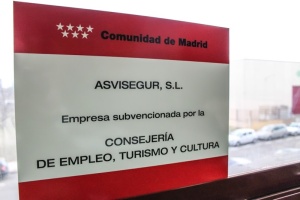 Comunidad de Madrid
ASVISEGUR, S.L.
Empresa subvencionada por la
CONSEJERÍA
DE EMPLEO, TURISMO Y CULTURA